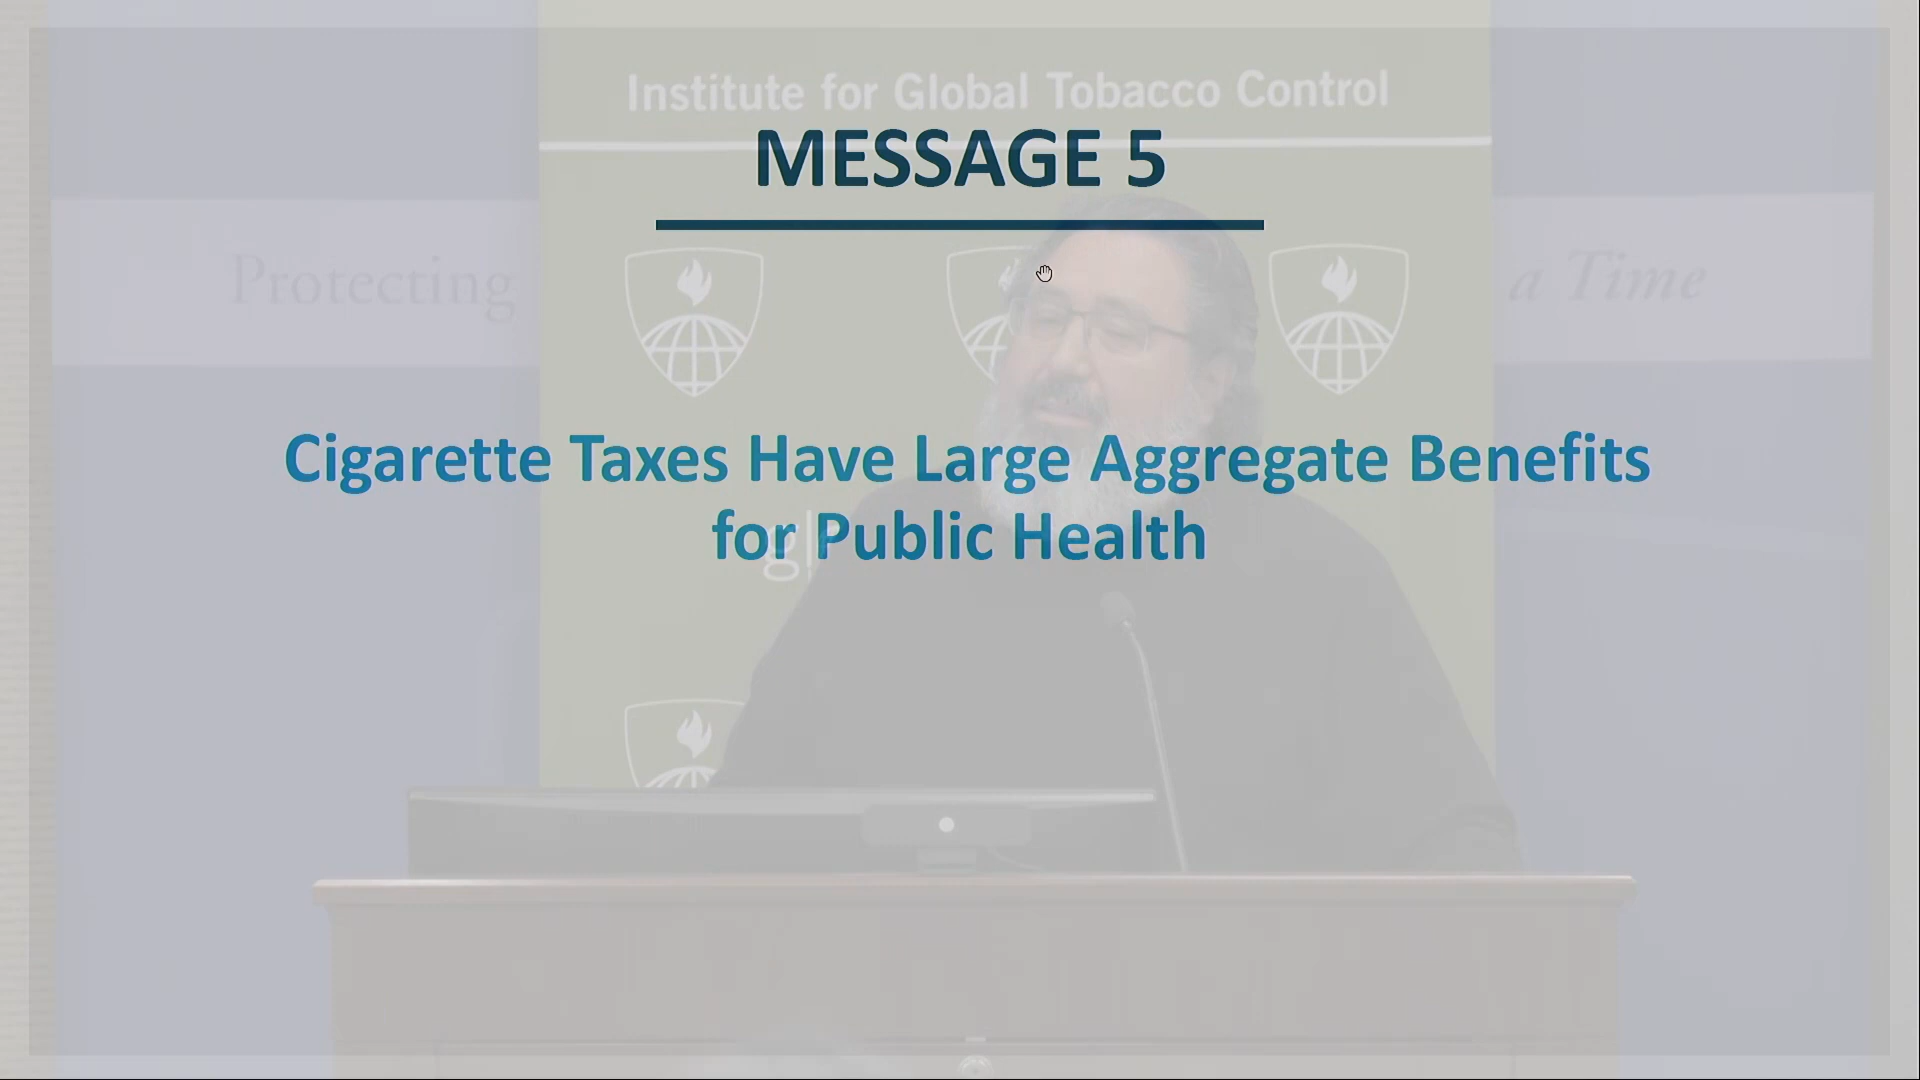 Institute for Global Tobacco Control
MESSAGE 5
Protecting
a Time
Cigarette Taxes Have Large Aggregate Benefits
for Public Health